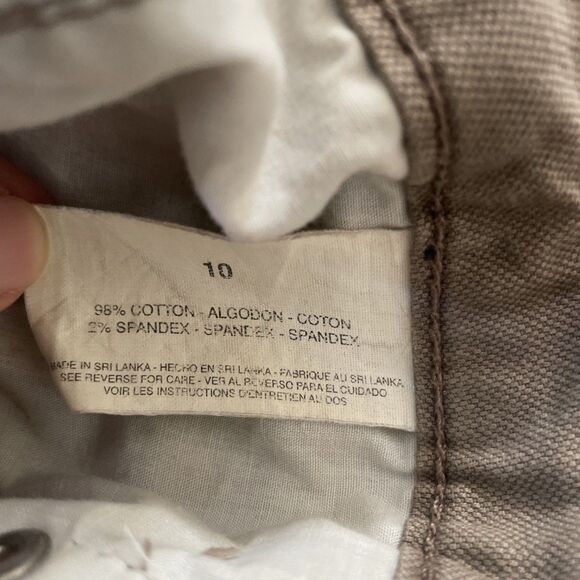 10
98% COTTON - ALGODON - COTON
2% SPANDEX - SPANDEX - SPANDEX
MADE IN SRI LANKA - HECHO EN SRI LANKA - FABRIQUE AU SRI LANKA
SEE REVERSE FOR CARE - VER AL REVERSO PARA EL CUIDADO
VOIR LES INSTRUCTIONS D'ENTRETIEN AU DOS